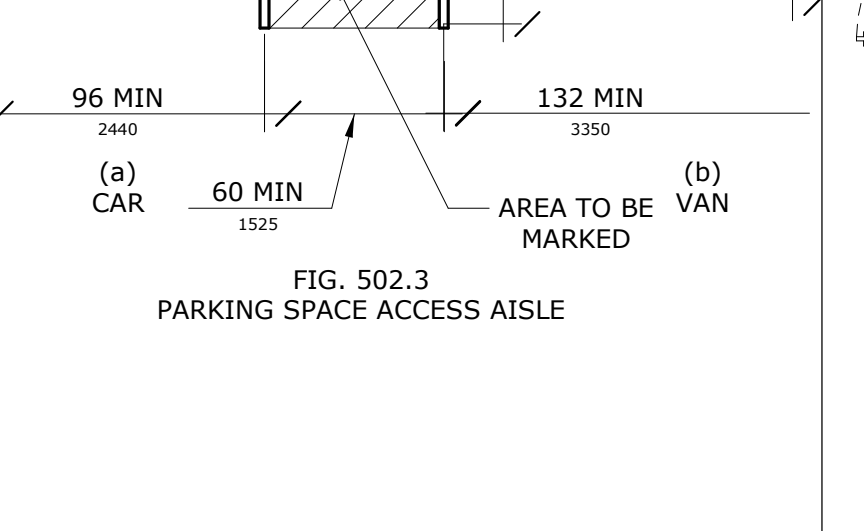 96 MIN
2440
132 MIN
3350
(a)
CAR
60 MIN
1525
AREA TO BE
MARKED
(b)
VAN
FIG. 502.3
PARKING SPACE ACCESS AISLE